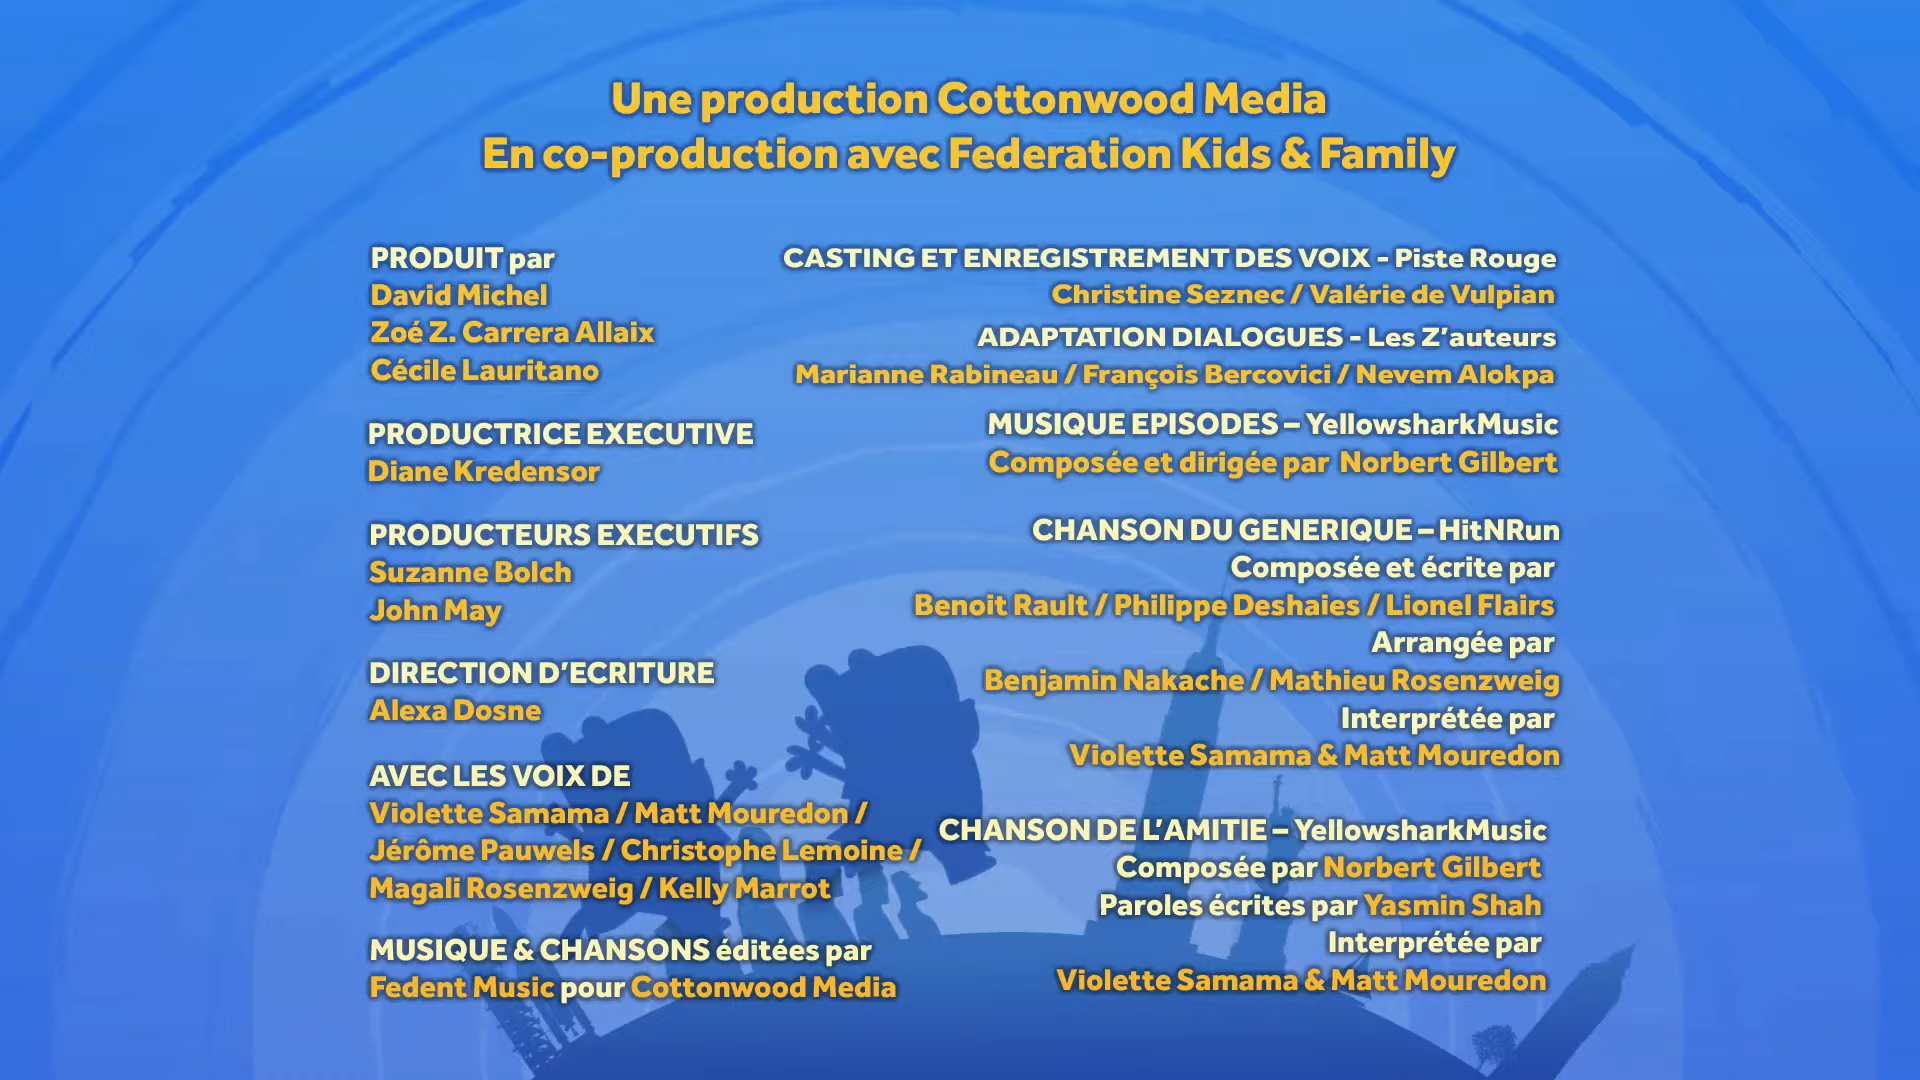 Une production Cottonwood Media
En co-production avec Federation Kids & Family
PRODUIT par
David Michel
Zoé Z. Carrera Allaix
Cécile Lauritano
PRODUCTRICE EXECUTIVE
Diane Kredensor
PRODUCTEURS EXECUTIFS
Suzanne Bolch
John May
DIRECTION D’ECRITURE
Alexa Dosne
AVEC LES VOIX DE
Violette Samama / Matt Mouredon /
Jérôme Pauwels / Christophe Lemoine /
Magali Rosenzweig / Kelly Marrot
MUSIQUE & CHANSONS éditées par
Fedent Music pour Cottonwood Media
CASTING ET ENREGISTREMENT DES VOIX - Piste Rouge
Christine Seznec / Valérie de Vulpian
ADAPTATION DIALOGUES - Les Z’auteurs
Marianne Rabineau / François Bercovici / Nevem Alokpa
MUSIQUE EPISODES – YellowsharkMusic
Composée et dirigée par Norbert Gilbert
CHANSON DU GENERIQUE – HitNRun
Composée et écrite par
Benoit Rault / Philippe Deshaies / Lionel Flairs
Arrangée par
Benjamin Nakache / Mathieu Rosenzweig
Interprétée par
Violette Samama & Matt Mouredon
CHANSON DE L’AMITIE – YellowsharkMusic
Composée par Norbert Gilbert
Paroles écrites par Yasmin Shah
Interprétée par
Violette Samama & Matt Mouredon